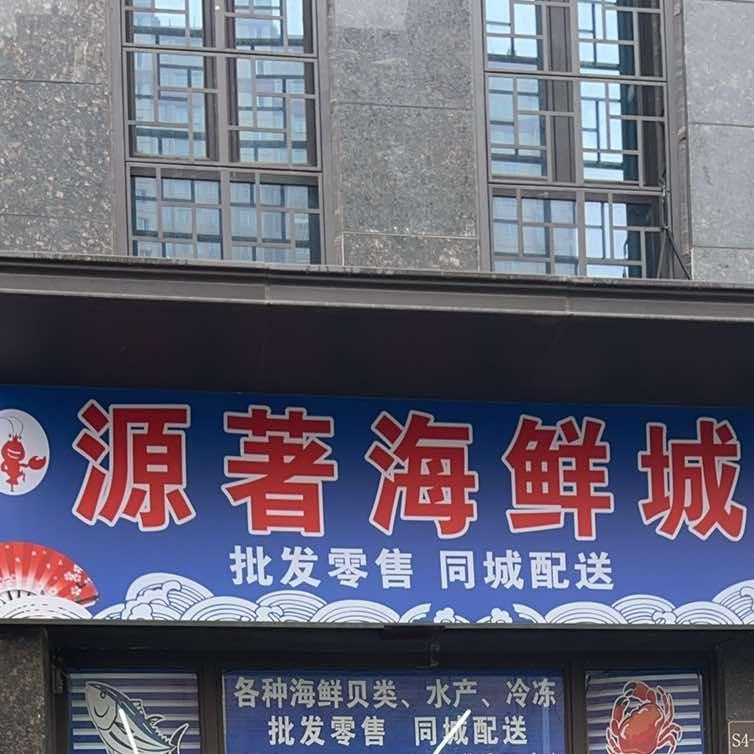 源著海鲜城
批发零售 同城配送
各种海鲜贝类、水产、冷冻
批发零售 同城配送
S4-